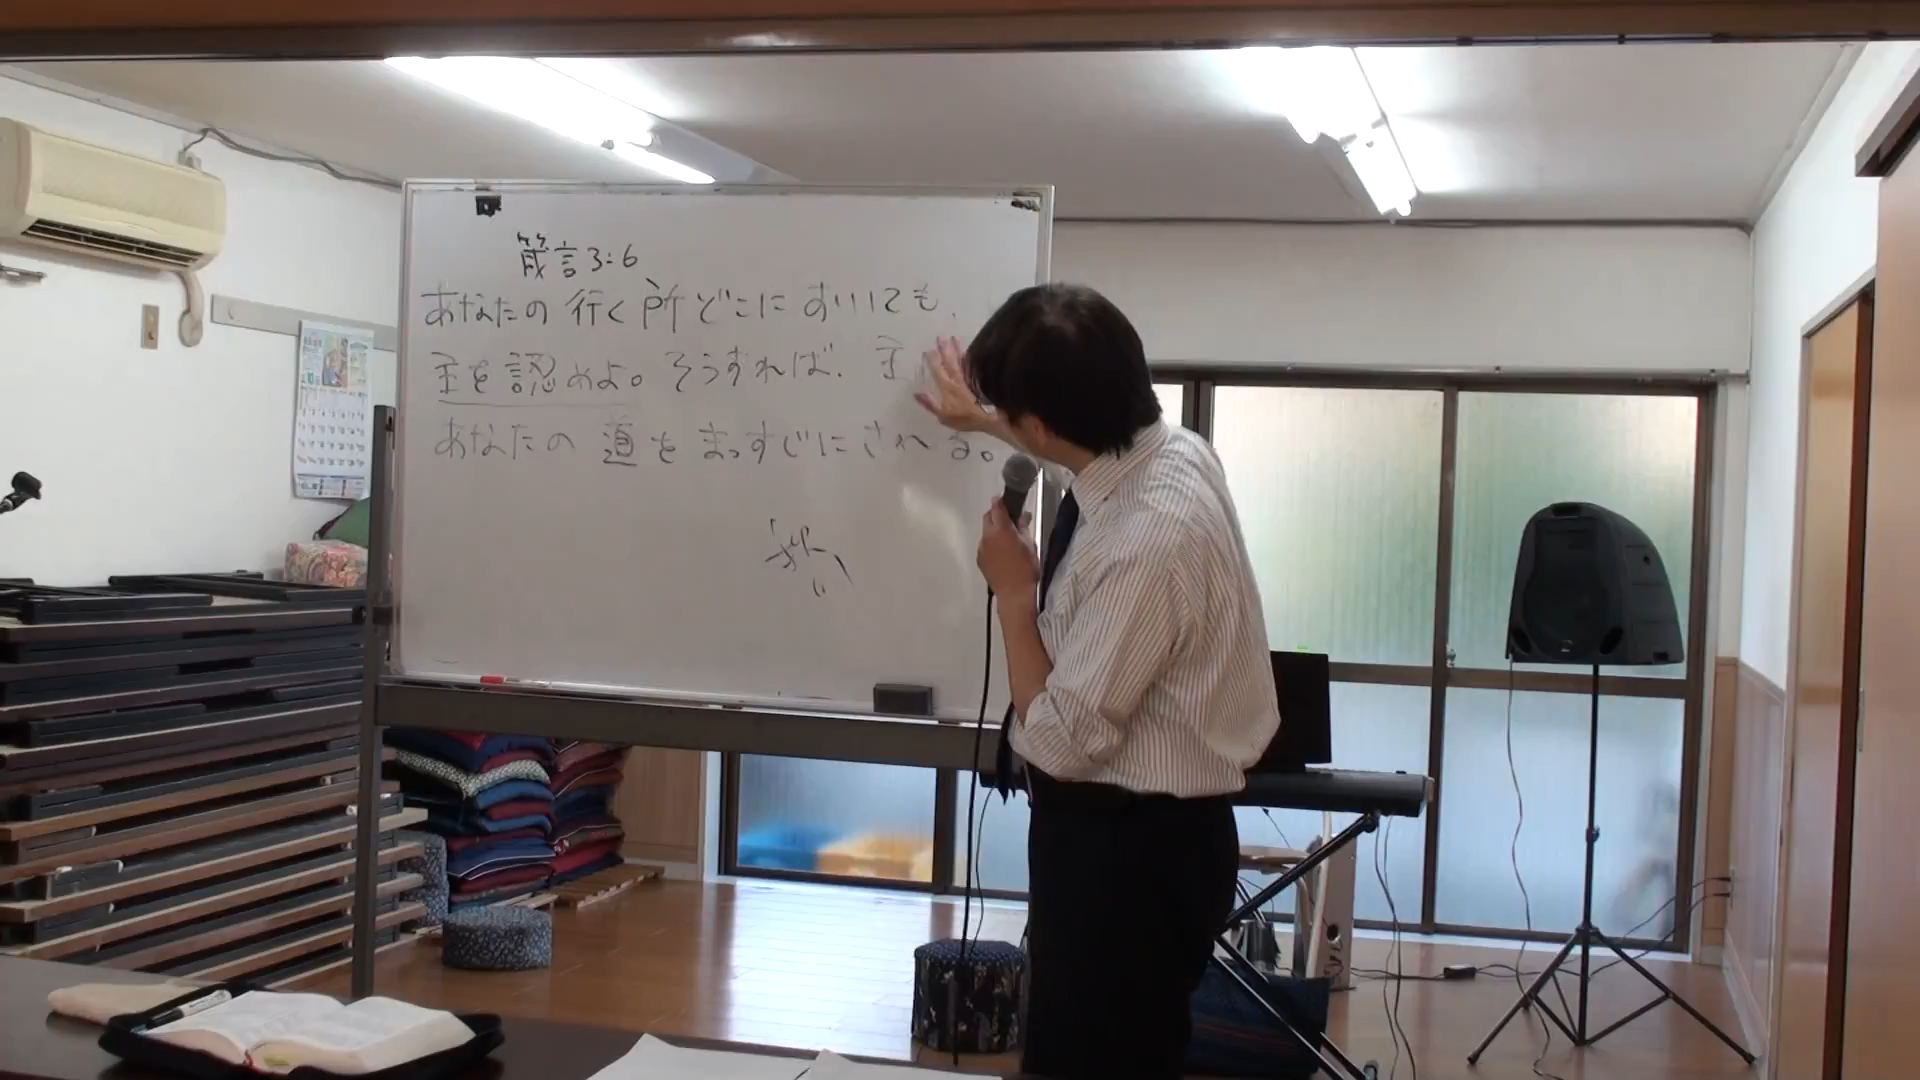 箴言3:6
あなたの行く所どこにおいても、
主を認めよ。そうすれば、主
あなたの道をまっすぐにされる。